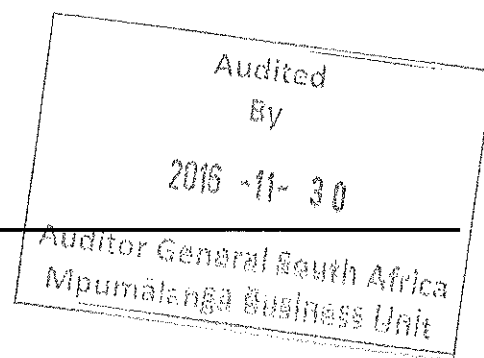 Audited
By
2016 -11- 30
Auditor General South Africa
Mpumalanga Business Unit